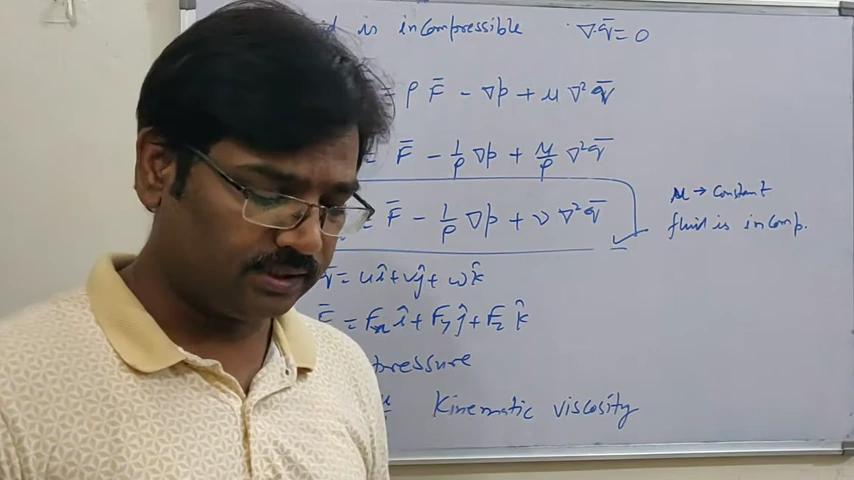 is incompressible ∇·q̄ = 0
ρ F̄ − ∇p + μ ∇²q̄
= F̄ − 1/ρ ∇p + μ/ρ ∇²q̄
= F̄ − 1/ρ ∇p + ν ∇²q̄
μ → constant
fluid is incomp.
q̄ = uî + vĵ + wk̂
F̄ = Fxî + Fyĵ + Fzk̂
pressure
Kinematic viscosity